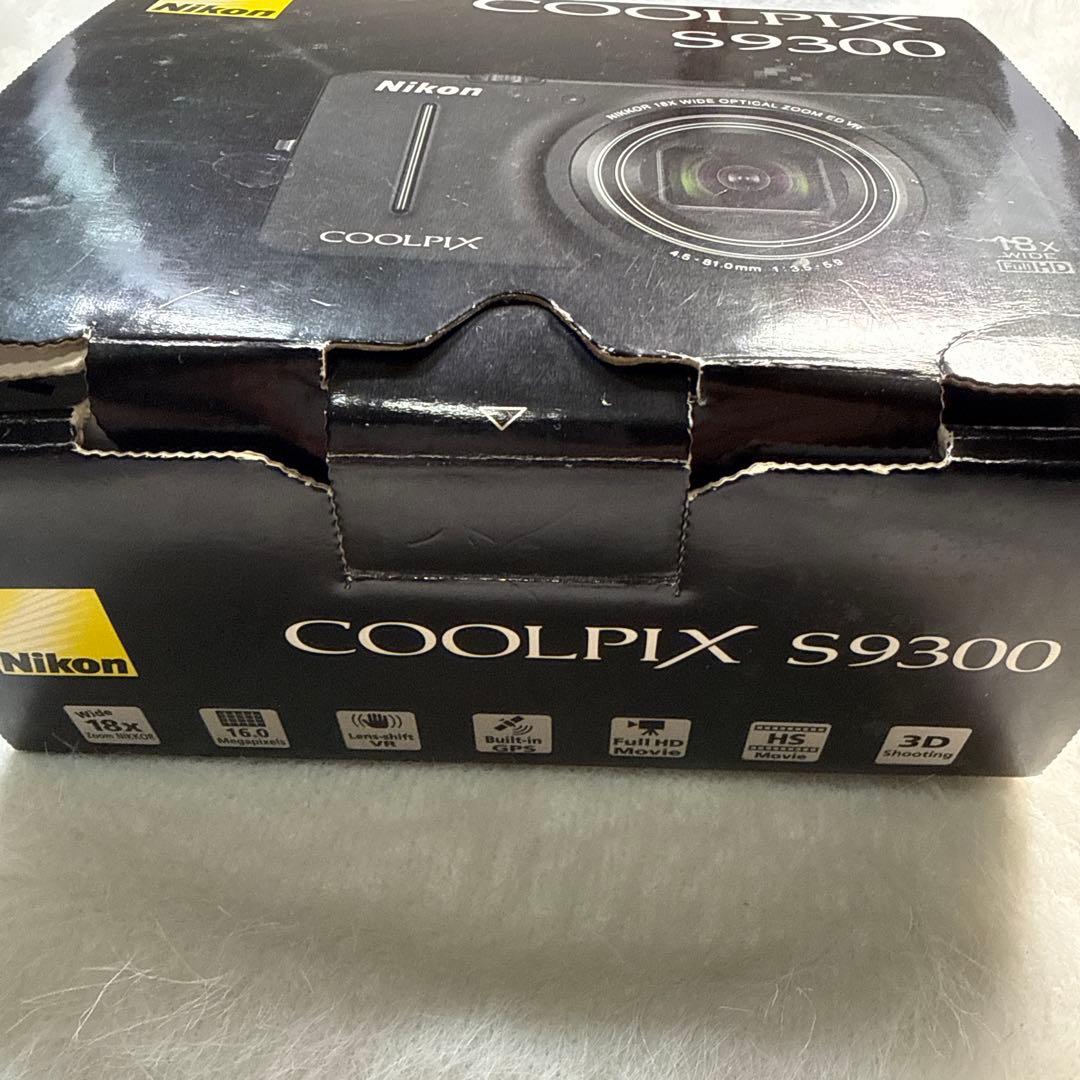 Nikon
COOLPIX
S9300
Nikon
NIKKOR 18X WIDE OPTICAL ZOOM ED VR
COOLPIX
4.5 - 81.0mm 1 : 3.5 - 5.9
18x
WIDE
Full HD
Nikon
COOLPIX S9300
Wide
18x
Zoom NIKKOR
16.0
Megapixels
Lens-shift
VR
Built-in
GPS
Full HD
Movie
HS
Movie
3D
Shooting